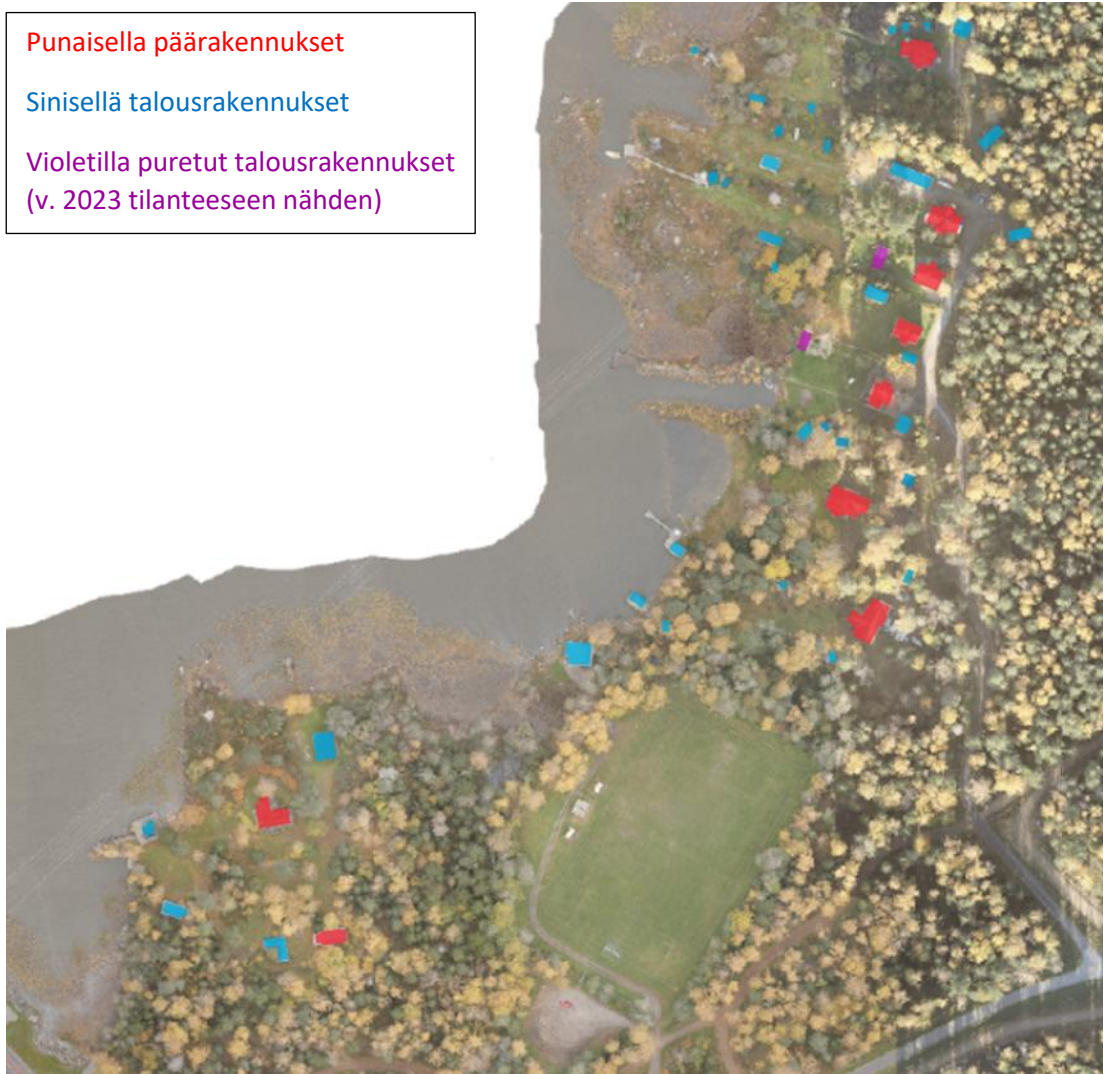 Punaisella päärakennukset
Sinisellä talousrakennukset
Violetilla puretut talousrakennukset
(v. 2023 tilanteeseen nähden)